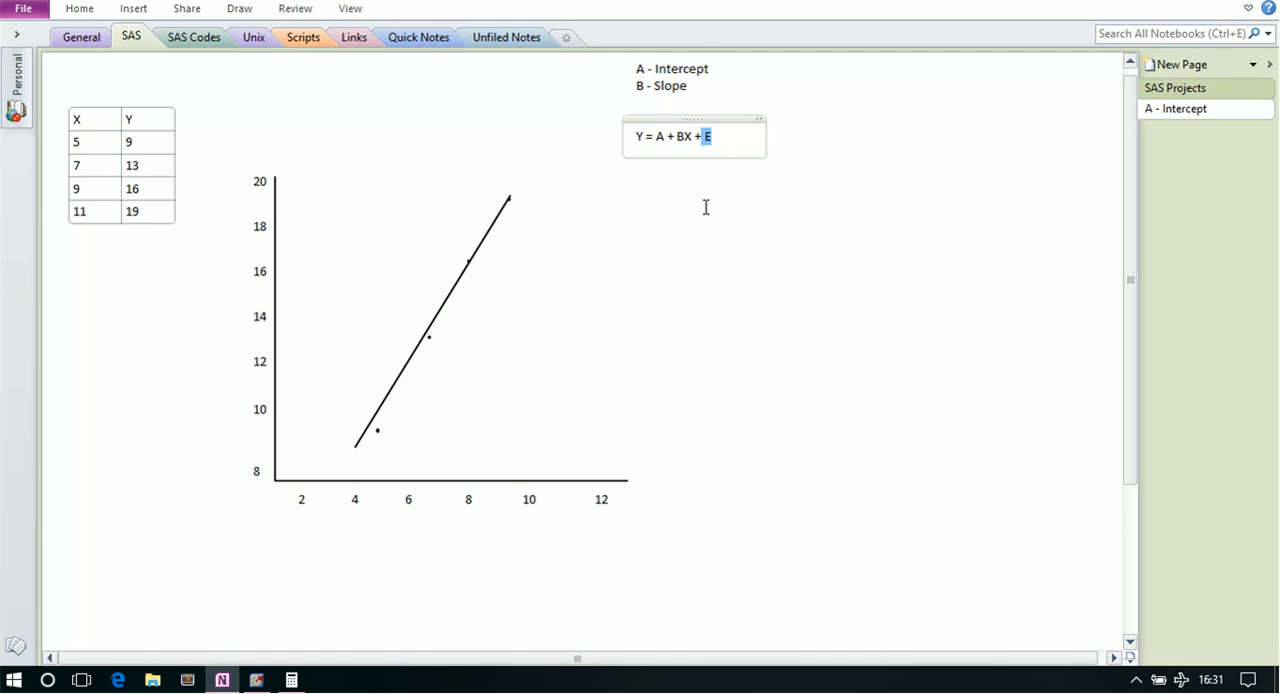 File Home Insert Share Draw Review View
General SAS SAS Codes Unix Scripts Links Quick Notes Unfiled Notes
Search All Notebooks (Ctrl+E)
Personal
New Page
SAS Projects
A - Intercept
A - Intercept
B - Slope
Y = A + BX + E
X Y
5 9
7 13
9 16
11 19
20
18
16
14
12
10
8
2 4 6 8 10 12
16:31